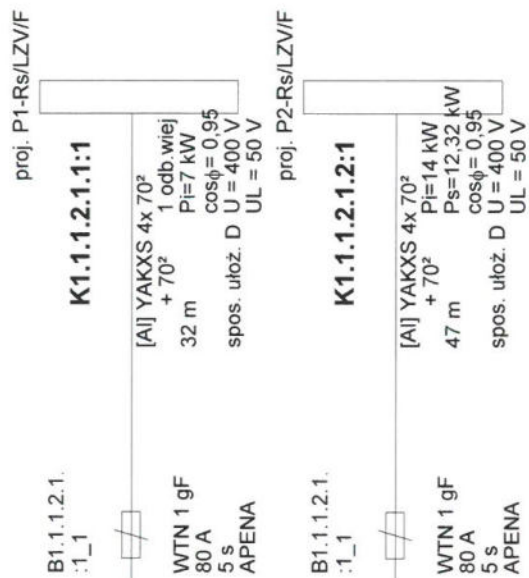 proj. P1-Rs/LZV/F
K1.1.1.2.1.1:1
[Al] YAKXS 4x 70²
+ 70²
1 odb.wiej
32 m
Pi=7 kW
cosϕ= 0,95
spos. ułoż. D
U = 400 V
UL = 50 V
B1.1.1.2.1.
:1_1
WTN 1 gF
80 A
5 s
APENA
proj. P2-Rs/LZV/F
K1.1.1.2.1.2:1
[Al] YAKXS 4x 70²
+ 70²
Pi=14 kW
47 m
Ps=12,32 kW
cosϕ= 0,95
spos. ułoż. D
U = 400 V
UL = 50 V
B1.1.1.2.1.
:1_1
WTN 1 gF
80 A
5 s
APENA